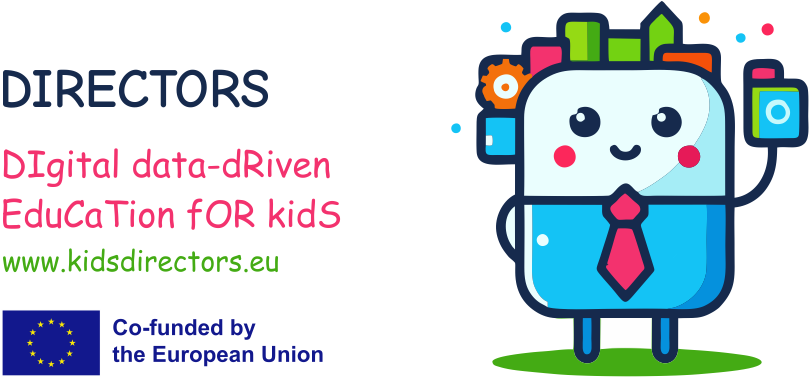 DIRECTORS
DIgital data-dRiven
EduCaTion fOR kidS
www.kidsdirectors.eu
Co-funded by
the European Union